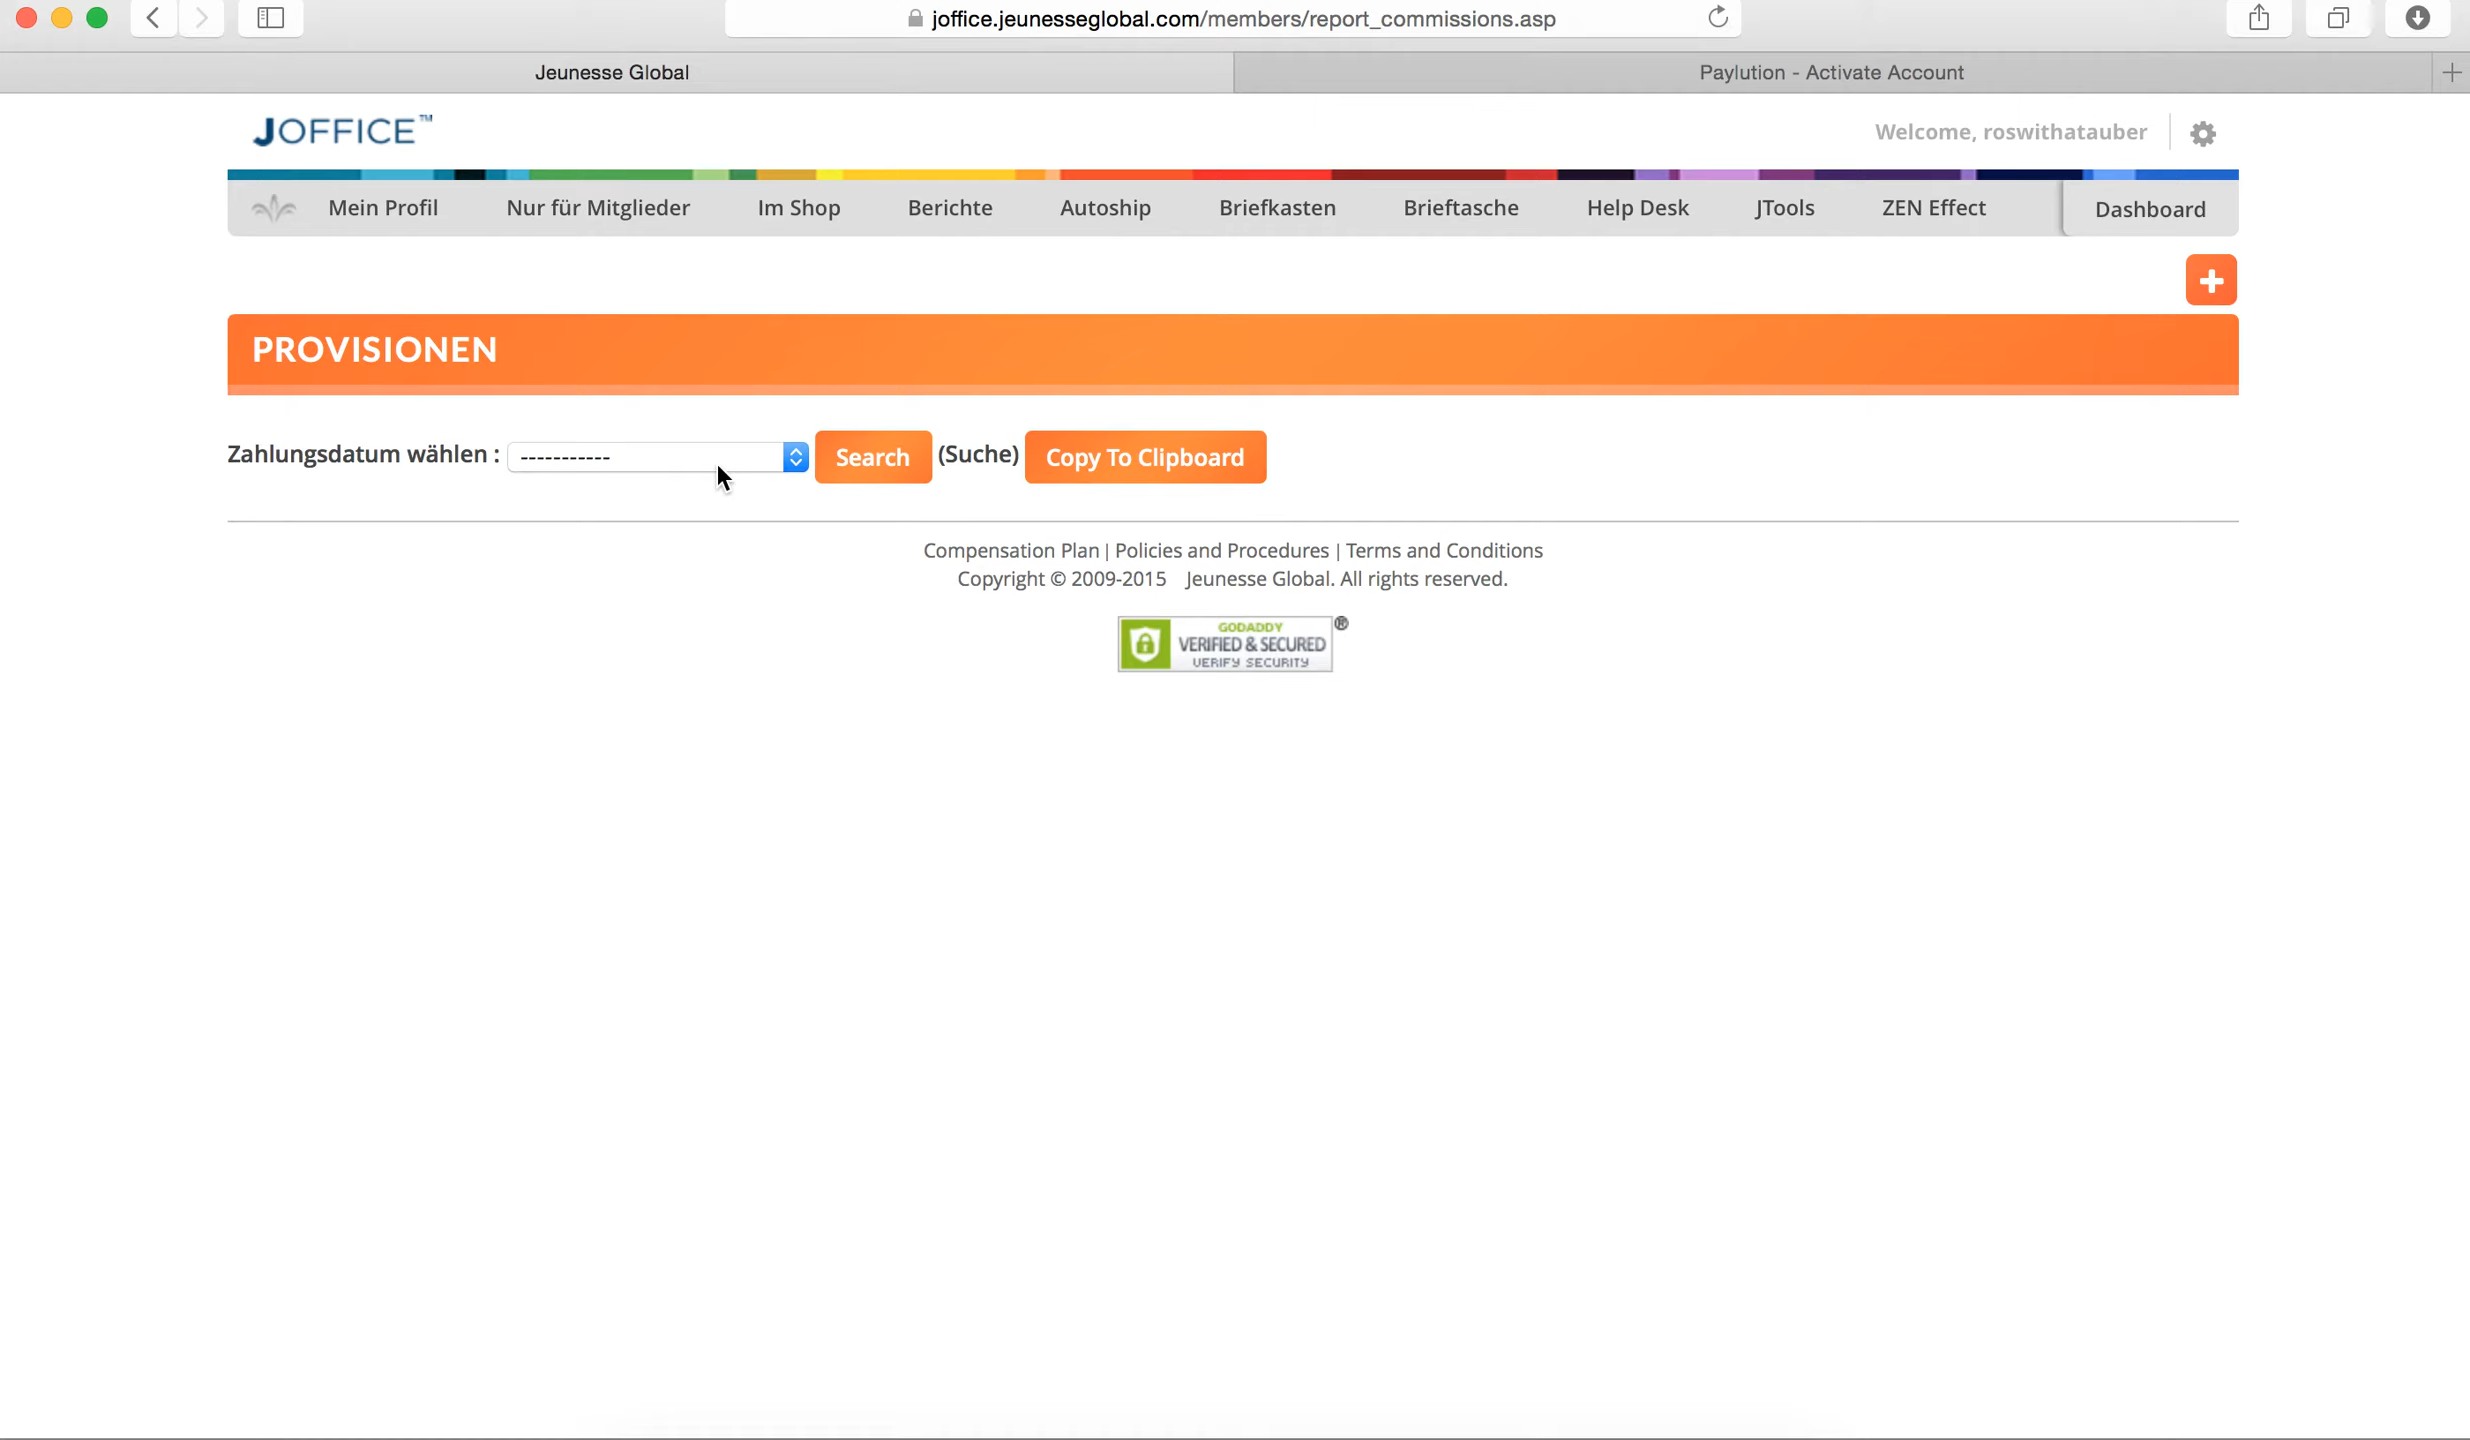 joffice.jeunesseglobal.com/members/report_commissions.asp
Jeunesse Global
Paylution - Activate Account
JOFFICE™
Welcome, roswithatauber
Mein Profil Nur für Mitglieder Im Shop Berichte Autoship Briefkasten Brieftasche Help Desk JTools ZEN Effect Dashboard
PROVISIONEN
Zahlungsdatum wählen : ----------- Search (Suche) Copy To Clipboard
Compensation Plan | Policies and Procedures | Terms and Conditions
Copyright © 2009-2015 Jeunesse Global. All rights reserved.
GODADDY ®
VERIFIED & SECURED
VERIFY SECURITY